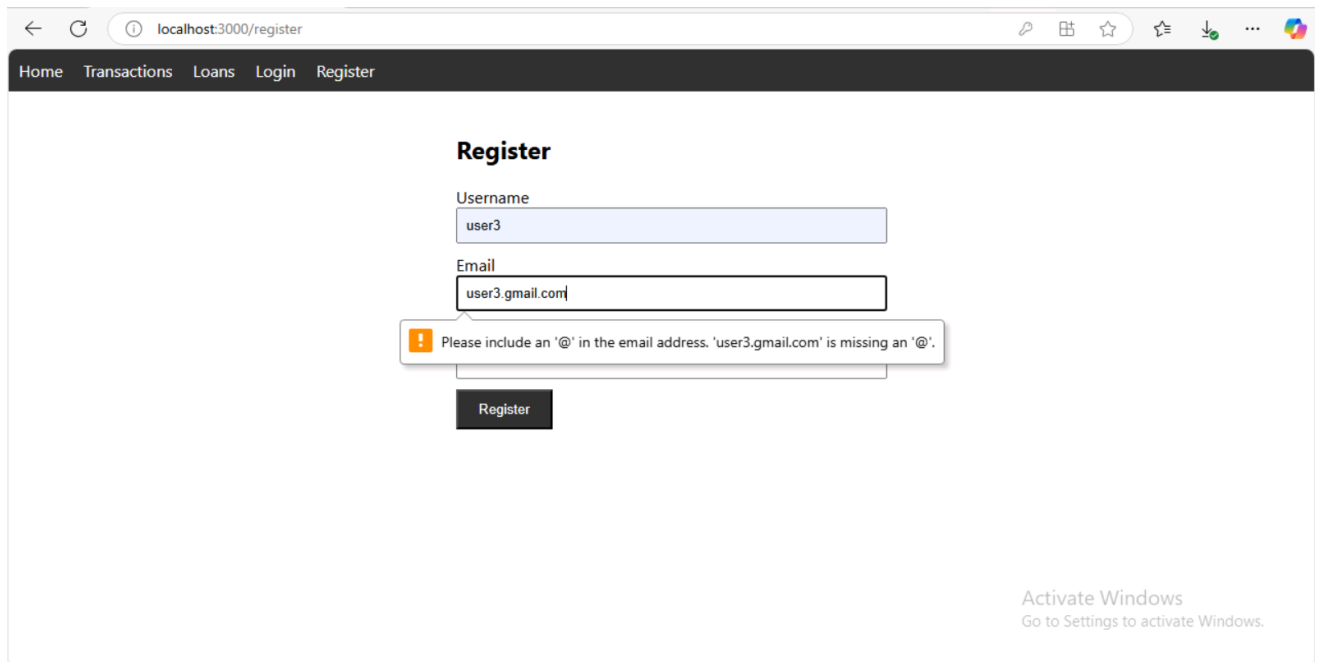 localhost:3000/register
Home Transactions Loans Login Register
Register
Username
user3
Email
user3.gmail.com
Please include an '@' in the email address. 'user3.gmail.com' is missing an '@'.
Register
Activate Windows
Go to Settings to activate Windows.